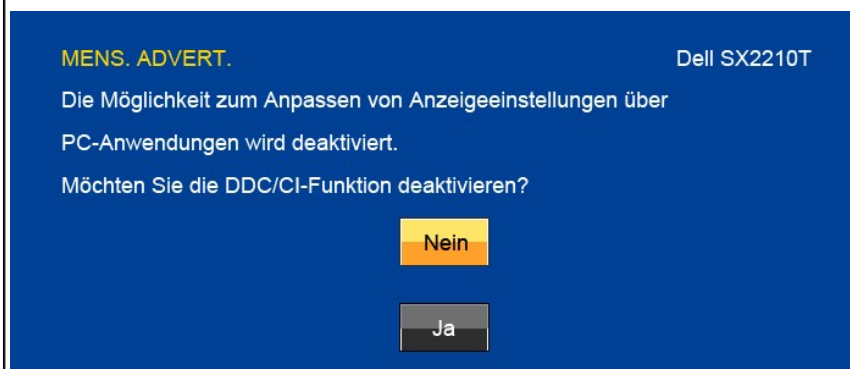 MENS. ADVERT. Dell SX2210T
Die Möglichkeit zum Anpassen von Anzeigeeinstellungen über
PC-Anwendungen wird deaktiviert.
Möchten Sie die DDC/CI-Funktion deaktivieren?
Nein
Ja